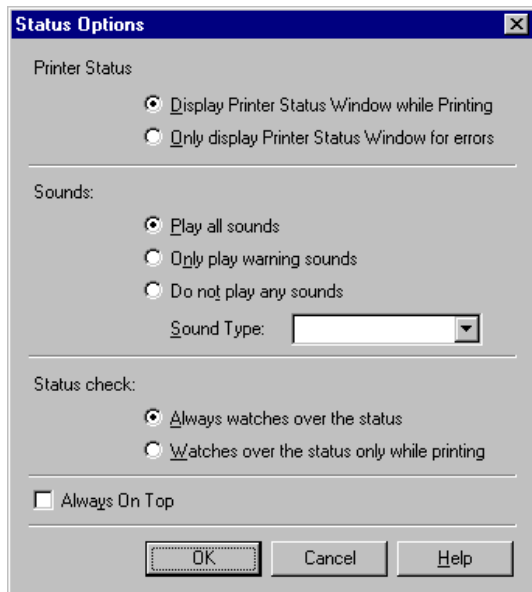 Status Options
Printer Status
Display Printer Status Window while Printing
Only display Printer Status Window for errors
Sounds:
Play all sounds
Only play warning sounds
Do not play any sounds
Sound Type:
Status check:
Always watches over the status
Watches over the status only while printing
Always On Top
OK Cancel Help